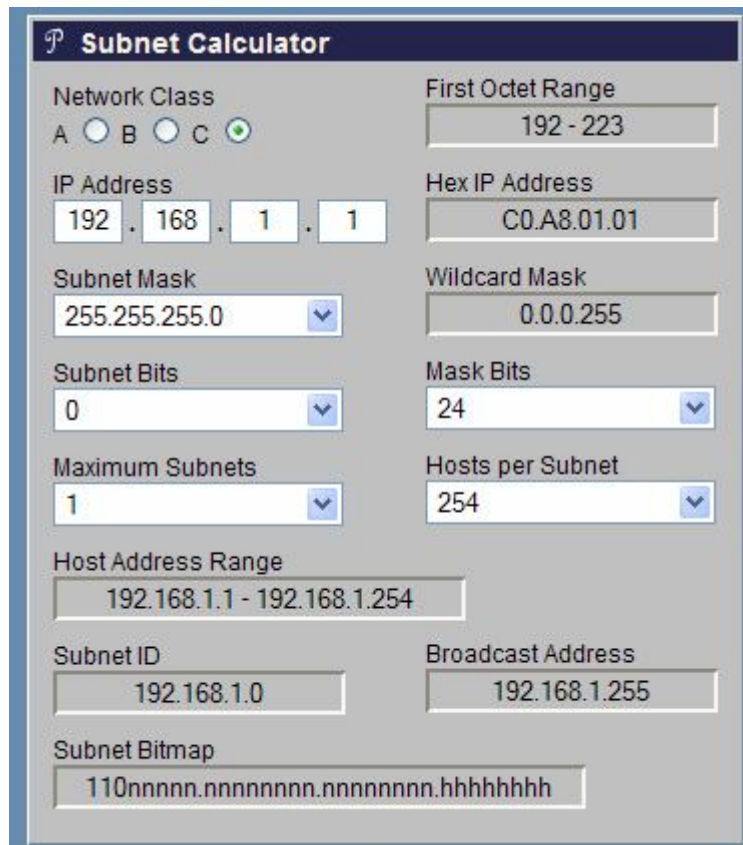 Subnet Calculator
Network Class
A B C
First Octet Range
192 - 223
IP Address
192 . 168 . 1 . 1
Hex IP Address
C0.A8.01.01
Subnet Mask
255.255.255.0
Wildcard Mask
0.0.0.255
Subnet Bits
0
Mask Bits
24
Maximum Subnets
1
Hosts per Subnet
254
Host Address Range
192.168.1.1 - 192.168.1.254
Subnet ID
192.168.1.0
Broadcast Address
192.168.1.255
Subnet Bitmap
110nnnnn.nnnnnnnn.nnnnnnnn.hhhhhhhh